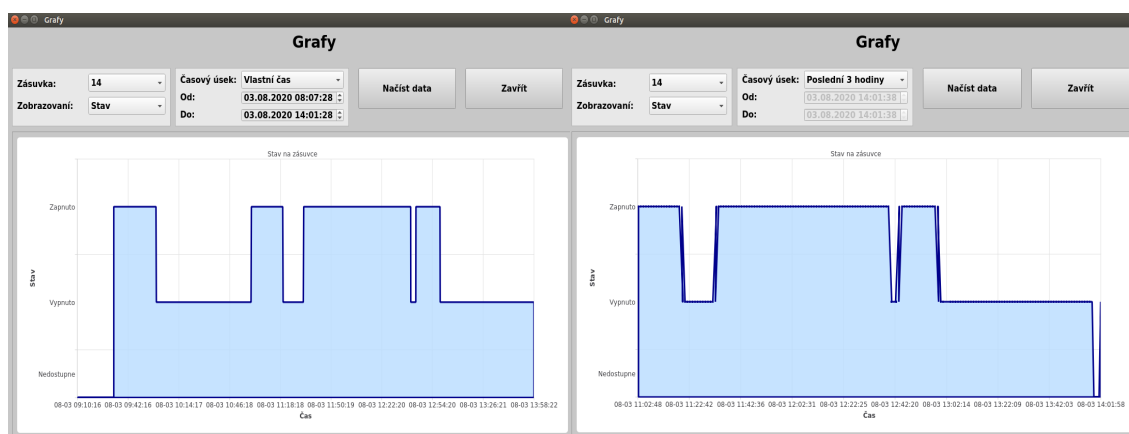 Grafy
Grafy
Zásuvka:
14
Zobrazovaní:
Stav
Časový úsek:
Vlastní čas
Od:
03.08.2020 08:07:28
Do:
03.08.2020 14:01:28
Načíst data
Zavřít
Stav na zásuvce
Zapnuto
Vypnuto
Nedostupne
Stav
08-03 09:10:16 08-03 09:42:16 08-03 10:14:17 08-03 10:46:18 08-03 11:18:18 08-03 11:50:19 08-03 12:22:20 08-03 12:54:20 08-03 13:26:21 08-03 13:58:22
Čas
Grafy
Grafy
Zásuvka:
14
Zobrazovaní:
Stav
Časový úsek:
Poslední 3 hodiny
Od:
03.08.2020 14:01:38
Do:
03.08.2020 14:01:38
Načíst data
Zavřít
Stav na zásuvce
Zapnuto
Vypnuto
Nedostupne
Stav
08-03 11:02:48 08-03 11:22:42 08-03 11:42:36 08-03 12:02:31 08-03 12:22:25 08-03 12:42:20 08-03 13:02:14 08-03 13:22:09 08-03 13:42:03 08-03 14:01:58
Čas